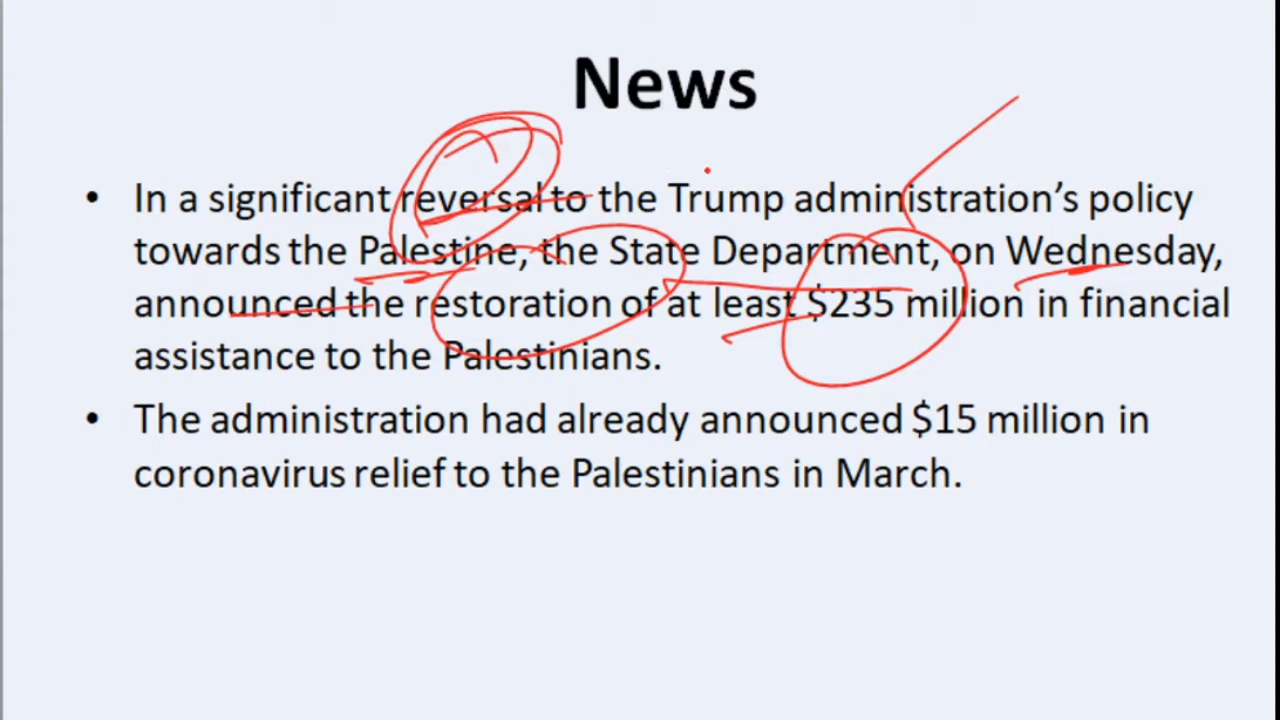 News
• In a significant reversal to the Trump administration's policy
towards the Palestine, the State Department, on Wednesday,
announced the restoration of at least $235 million in financial
assistance to the Palestinians.
• The administration had already announced $15 million in
coronavirus relief to the Palestinians in March.